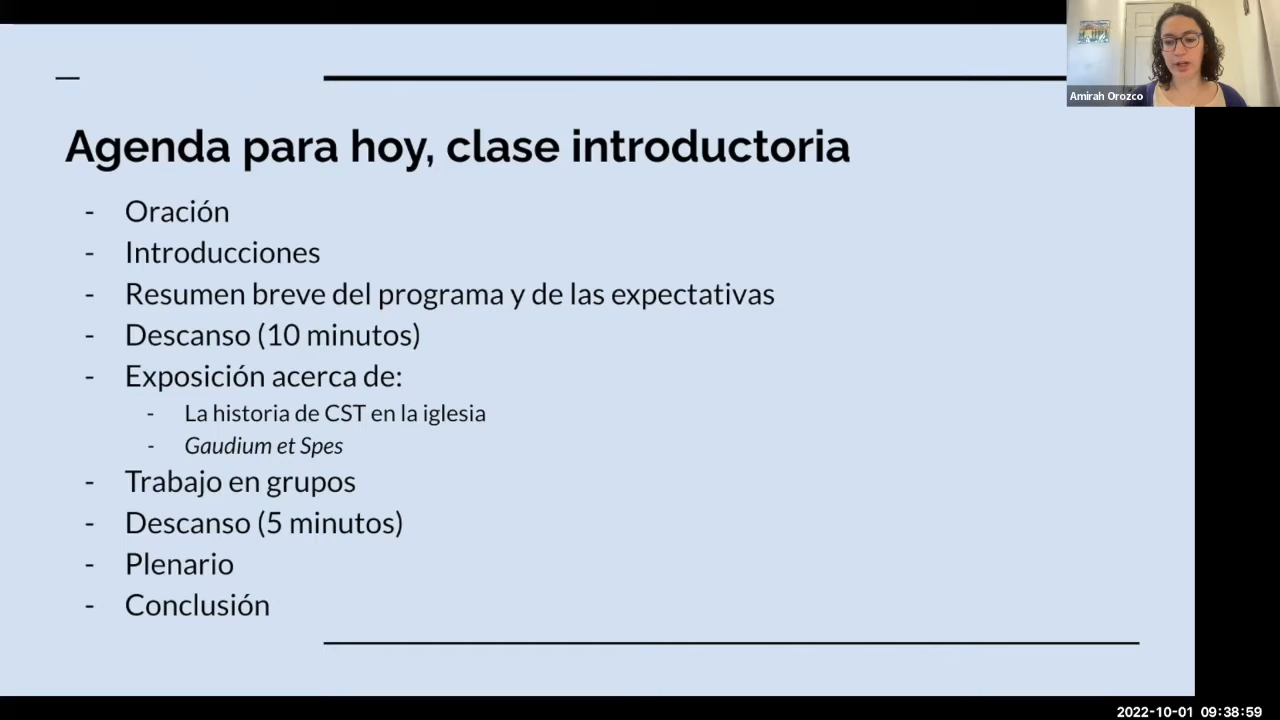 Amirah Orozco
Agenda para hoy, clase introductoria
- Oración
- Introducciones
- Resumen breve del programa y de las expectativas
- Descanso (10 minutos)
- Exposición acerca de:
- La historia de CST en la iglesia
- Gaudium et Spes
- Trabajo en grupos
- Descanso (5 minutos)
- Plenario
- Conclusión
2022-10-01 09:38:59